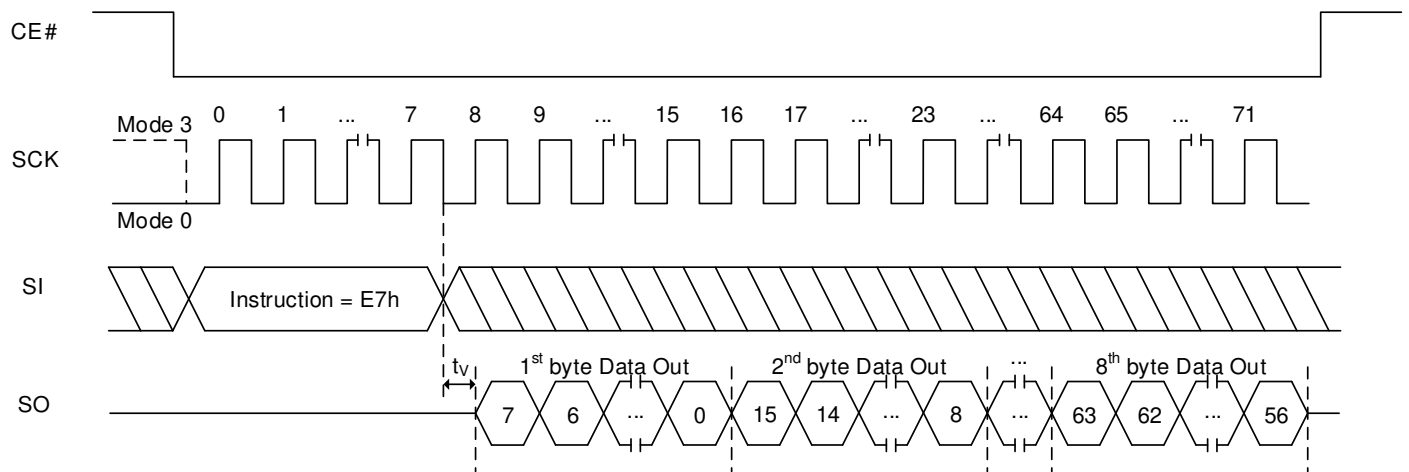 CE#
0 1 ... 7 8 9 ... 15 16 17 ... 23 ... 64 65 ... 71
Mode 3
SCK
Mode 0
SI
Instruction = E7h
tV 1st byte Data Out 2nd byte Data Out ... 8th byte Data Out
SO
7 6 ... 0 15 14 ... 8 ... 63 62 ... 56